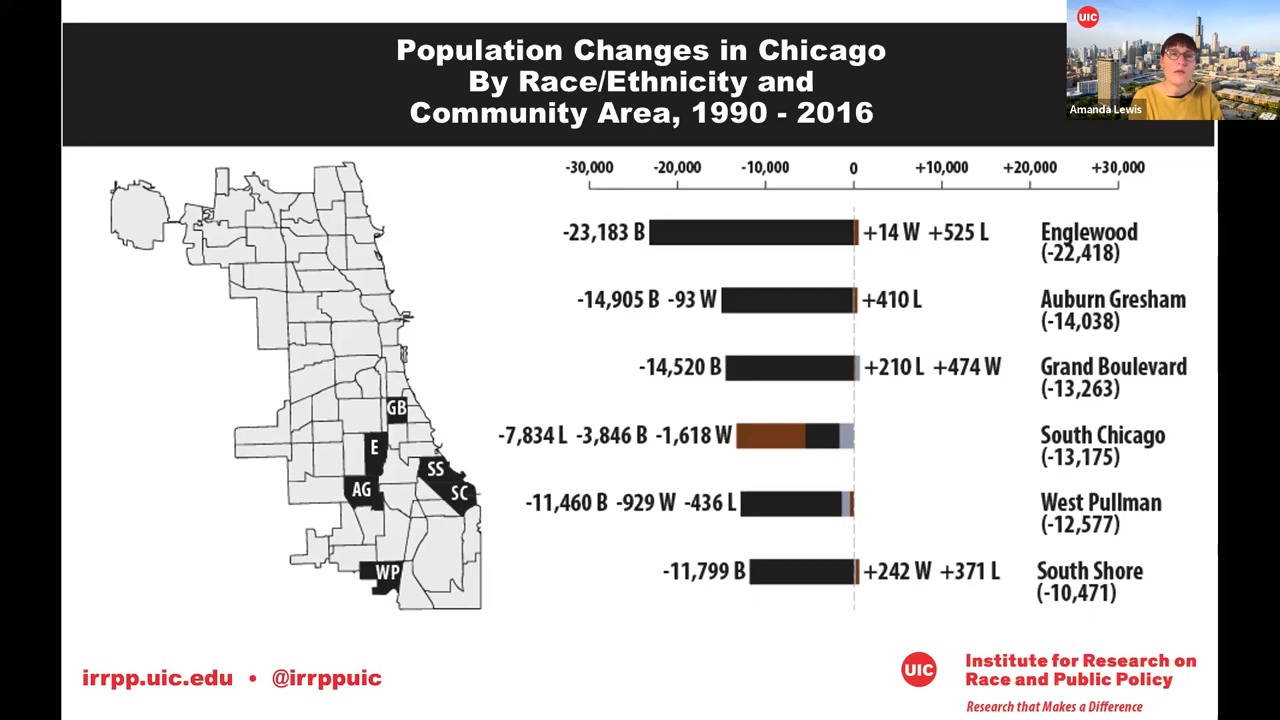 Population Changes in Chicago
By Race/Ethnicity and
Community Area, 1990 - 2016
UIC
Amanda Lewis
-30,000 -20,000 -10,000 0 +10,000 +20,000 +30,000
-23,183 B +14 W +525 L Englewood
(-22,418)
-14,905 B -93 W +410 L Auburn Gresham
(-14,038)
-14,520 B +210 L +474 W Grand Boulevard
(-13,263)
-7,834 L -3,846 B -1,618 W South Chicago
(-13,175)
-11,460 B -929 W -436 L West Pullman
(-12,577)
-11,799 B +242 W +371 L South Shore
(-10,471)
GB
E
SS
AG
SC
WP
irrpp.uic.edu • @irrppuic
UIC
Institute for Research on
Race and Public Policy
Research that Makes a Difference